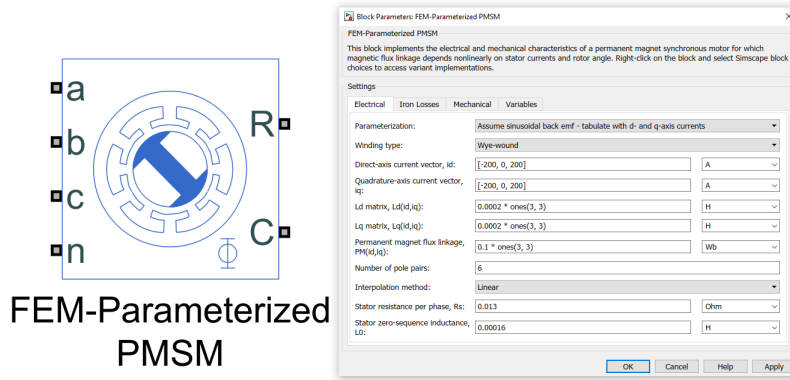 a
b
c
n
R
C
Φ
FEM-Parameterized
PMSM
Block Parameters: FEM-Parameterized PMSM
FEM-Parameterized PMSM
This block implements the electrical and mechanical characteristics of a permanent magnet synchronous motor for which
magnetic flux linkage depends nonlinearly on stator currents and rotor angle. Right-click on the block and select Simscape block
choices to access variant implementations.
Settings
Electrical Iron Losses Mechanical Variables
Parameterization: Assume sinusoidal back emf - tabulate with d- and q-axis currents
Winding type: Wye-wound
Direct-axis current vector, id: [-200, 0, 200] A
Quadrature-axis current vector,
iq: [-200, 0, 200] A
Ld matrix, Ld(id,iq): 0.0002 * ones(3, 3) H
Lq matrix, Lq(id,iq): 0.0002 * ones(3, 3) H
Permanent magnet flux linkage,
PM(id,iq): 0.1 * ones(3, 3) Wb
Number of pole pairs: 6
Interpolation method: Linear
Stator resistance per phase, Rs: 0.013 Ohm
Stator zero-sequence inductance,
L0: 0.00016 H
OK Cancel Help Apply